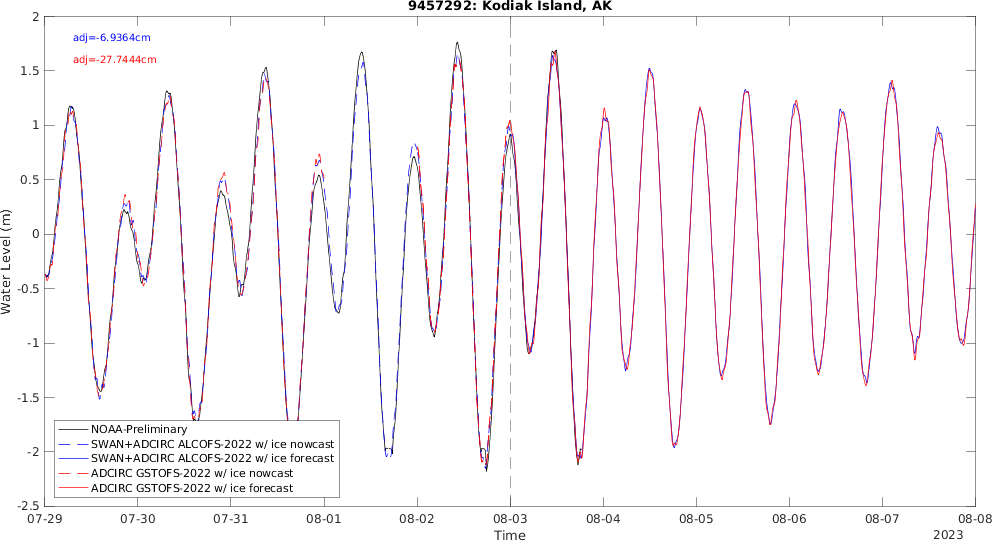 9457292: Kodiak Island, AK
adj=-6.9364cm
adj=-27.7444cm
Water Level (m)
2
1.5
1
0.5
0
-0.5
-1
-1.5
-2
-2.5
NOAA-Preliminary
SWAN+ADCIRC ALCOFS-2022 w/ ice nowcast
SWAN+ADCIRC ALCOFS-2022 w/ ice forecast
ADCIRC GSTOFS-2022 w/ ice nowcast
ADCIRC GSTOFS-2022 w/ ice forecast
07-29 07-30 07-31 08-01 08-02 08-03 08-04 08-05 08-06 08-07 08-08
Time
2023